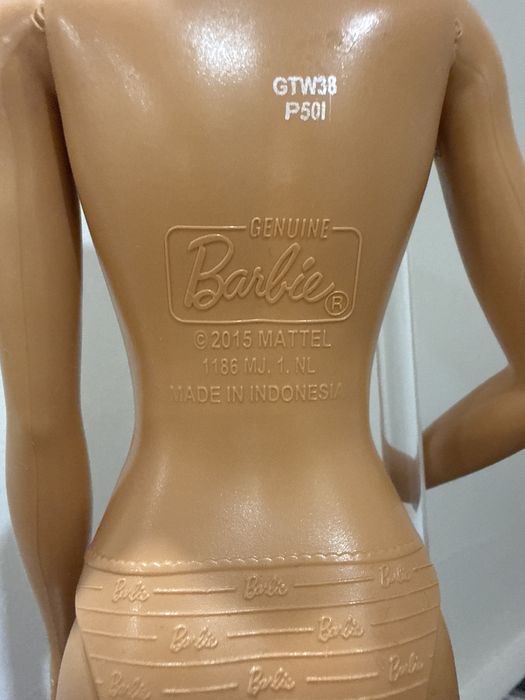 GTW38
P50I
GENUINE
Barbie®
© 2015 MATTEL
1186 MJ. 1. NL
MADE IN INDONESIA
Barbie Barbie Barbie
Barbie Barbie
Barbie Barbie Barbie